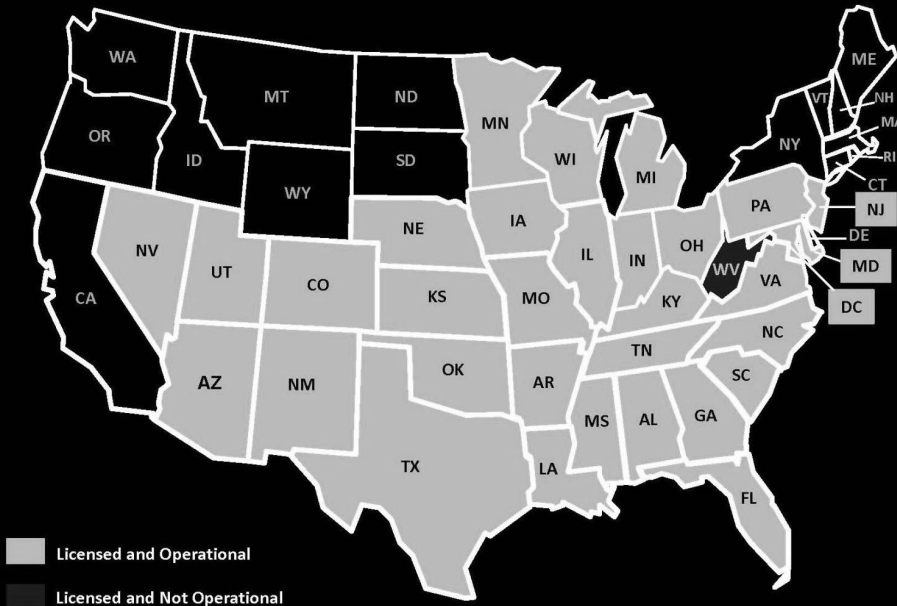 WA
MT
ND
OR
ID
WY
SD
MN
WI
MI
ME
VT
NH
MA
NY
RI
CT
PA
NJ
DE
MD
DC
NV
UT
CO
NE
KS
IA
MO
IL
IN
OH
WV
VA
KY
CA
AZ
NM
OK
AR
TN
NC
SC
MS
AL
GA
TX
LA
FL
Licensed and Operational
Licensed and Not Operational